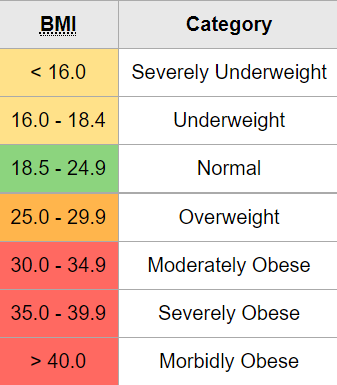 BMI Category
< 16.0 Severely Underweight
16.0 - 18.4 Underweight
18.5 - 24.9 Normal
25.0 - 29.9 Overweight
30.0 - 34.9 Moderately Obese
35.0 - 39.9 Severely Obese
> 40.0 Morbidly Obese